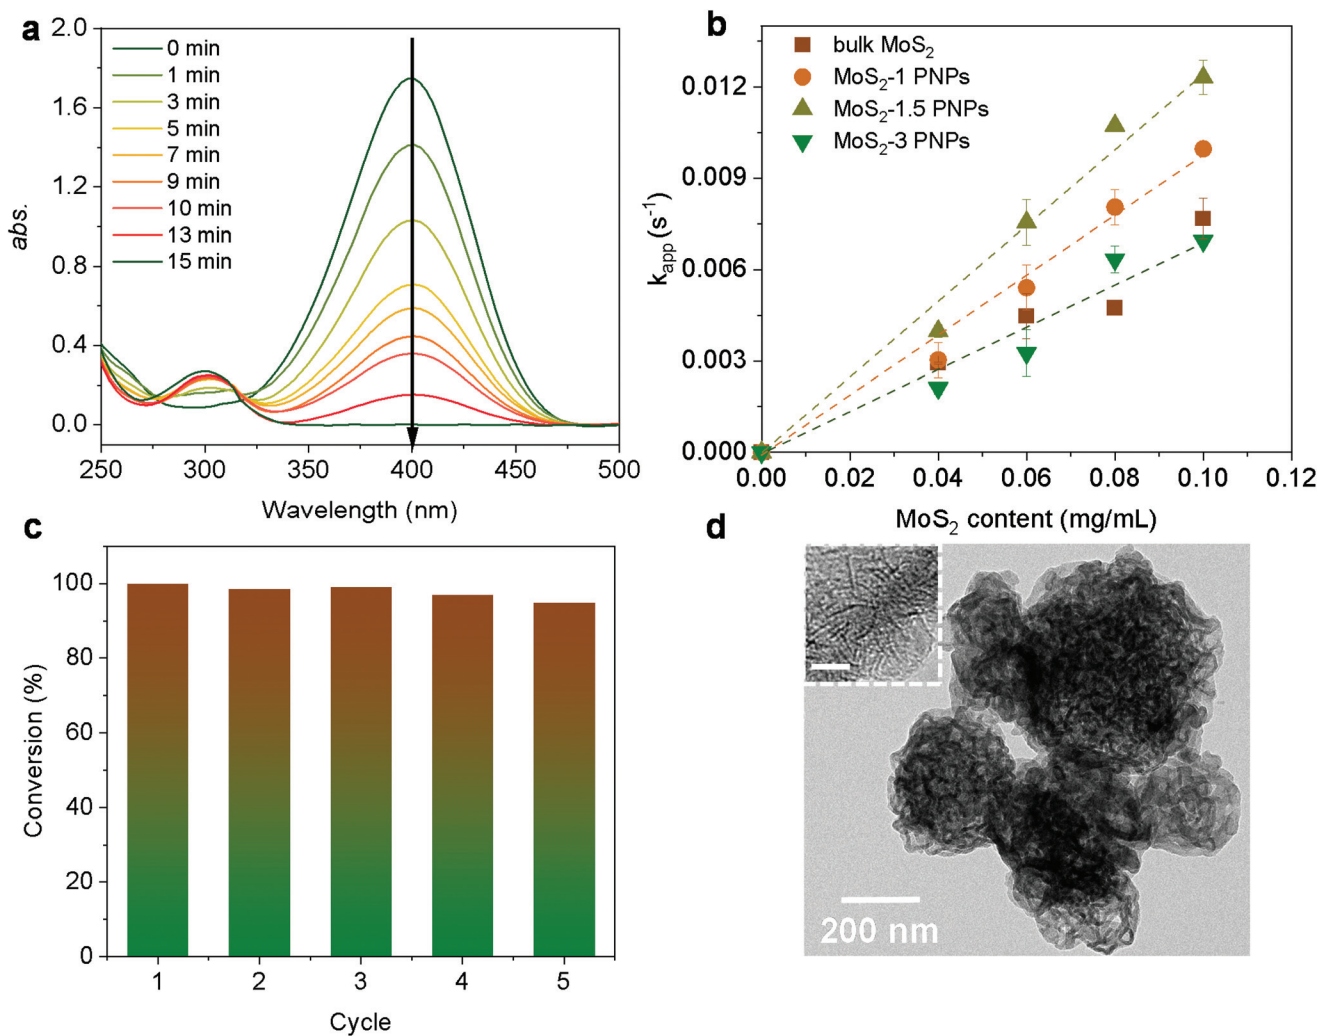 a
2.0
1.6
1.2
0.8
0.4
0.0
abs.
0 min
1 min
3 min
5 min
7 min
9 min
10 min
13 min
15 min
250 300 350 400 450 500
Wavelength (nm)
b
0.012
0.009
0.006
0.003
0.000
k_app (s⁻¹)
bulk MoS₂
MoS₂-1 PNPs
MoS₂-1.5 PNPs
MoS₂-3 PNPs
0.00 0.02 0.04 0.06 0.08 0.10 0.12
MoS₂ content (mg/mL)
c
100
80
60
40
20
0
Conversion (%)
1 2 3 4 5
Cycle
d
200 nm